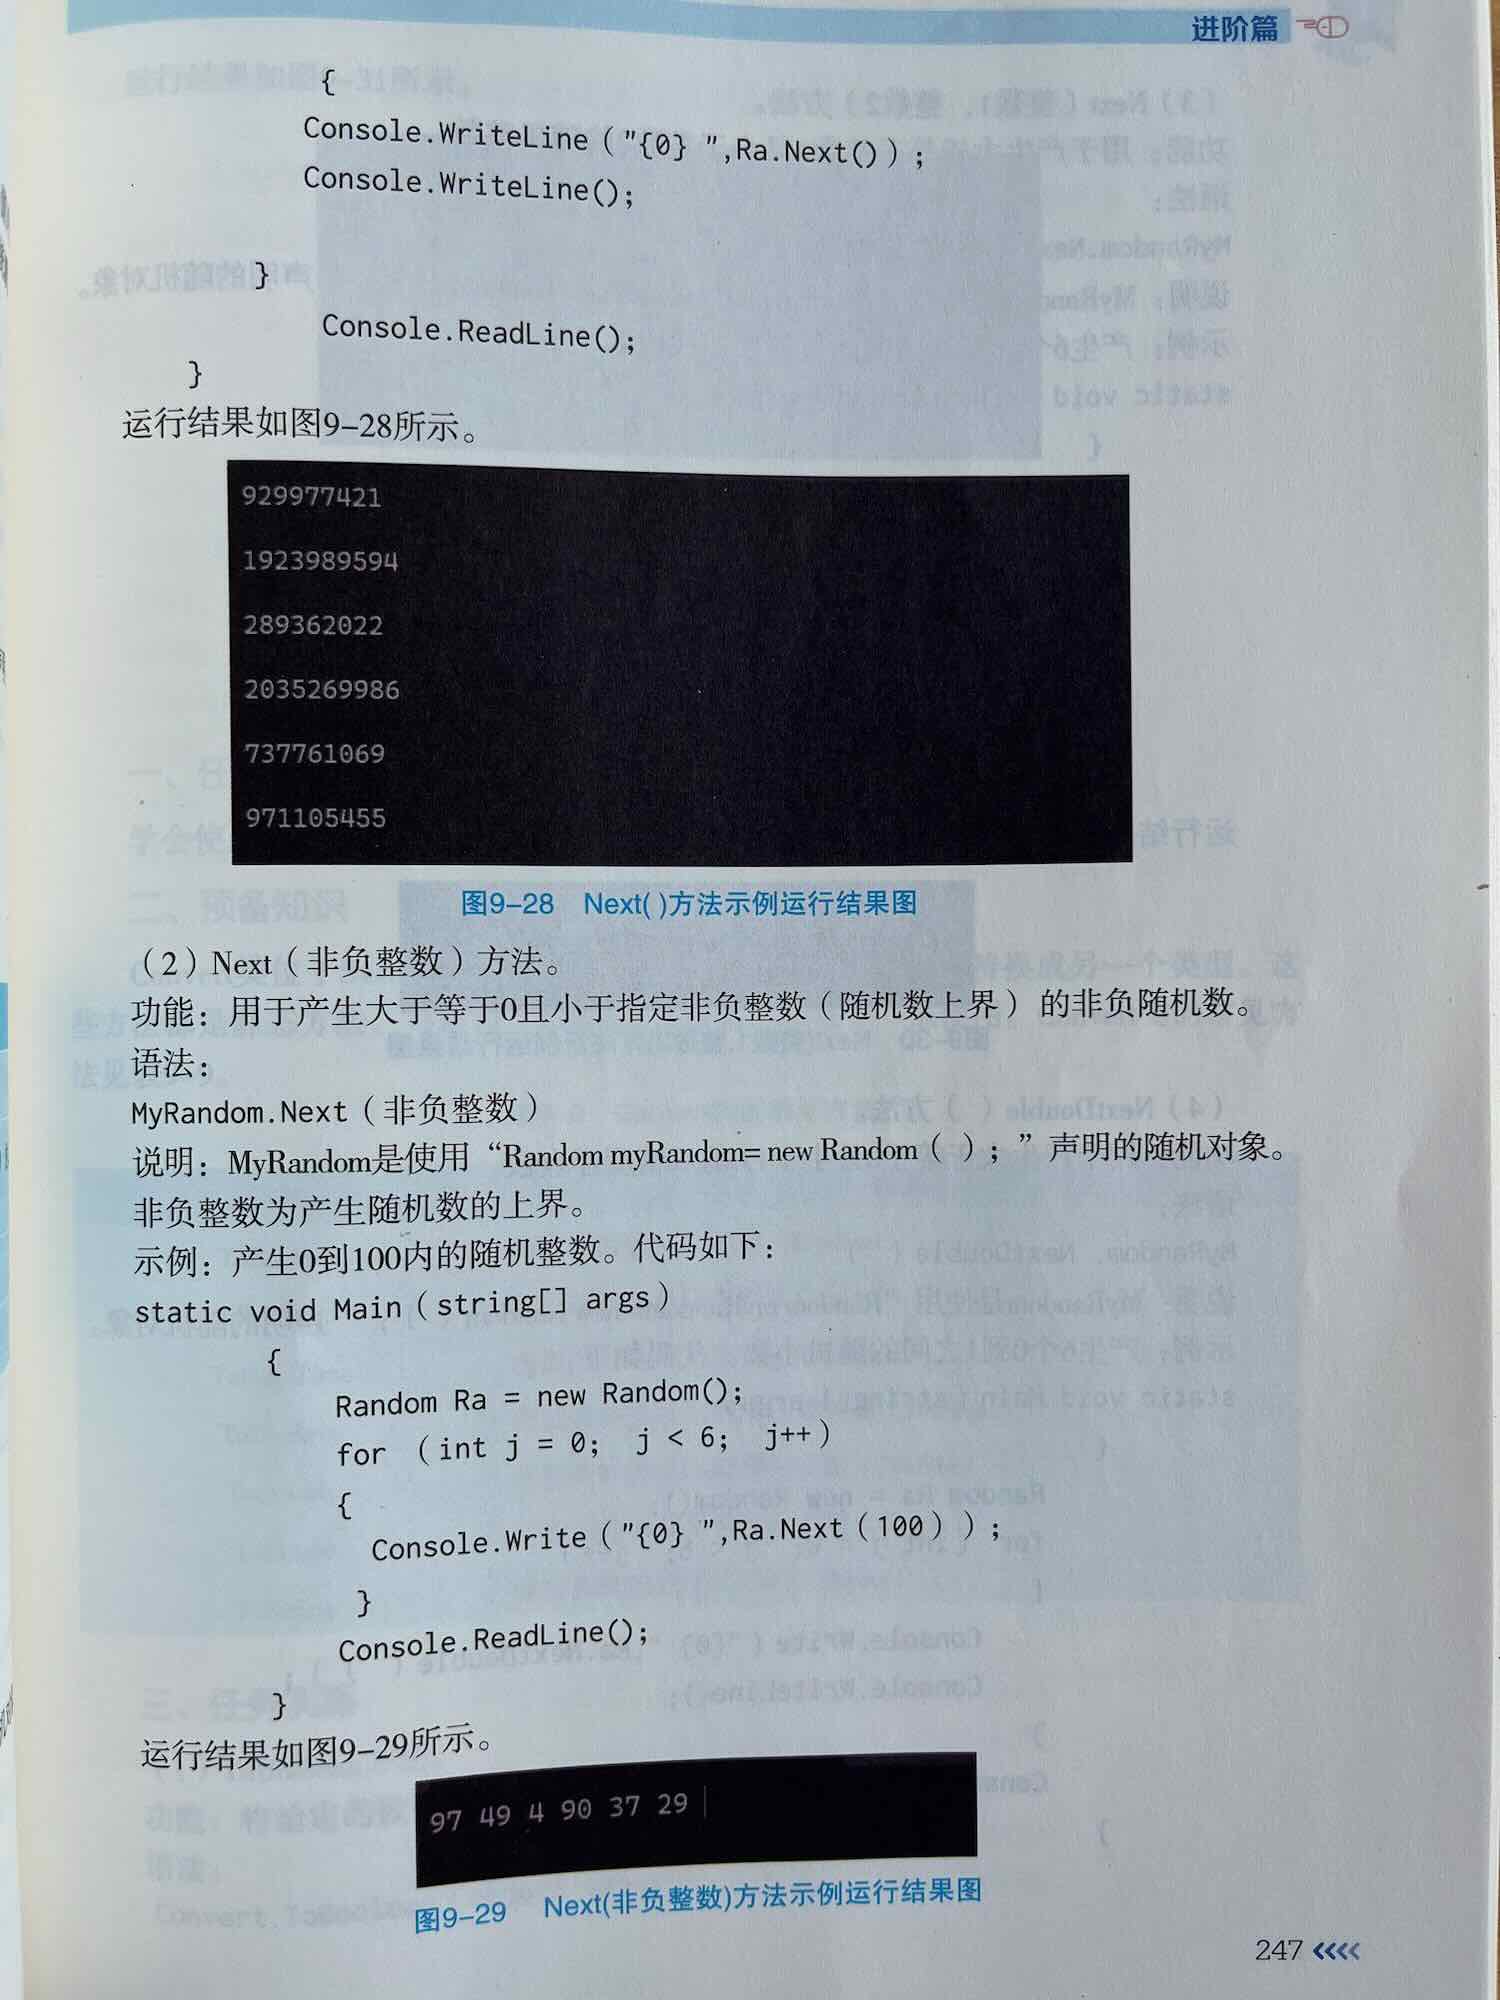 进阶篇
{
Console.WriteLine（"{0} ",Ra.Next()）;
Console.WriteLine();
}
Console.ReadLine();
}
运行结果如图9-28所示。
929977421
1923989594
289362022
2035269986
737761069
971105455
图9-28 Next( )方法示例运行结果图
（2）Next（非负整数）方法。
功能：用于产生大于等于0且小于指定非负整数（随机数上界）的非负随机数。
语法：
MyRandom.Next（非负整数）
说明：MyRandom是使用“Random myRandom= new Random（）；”声明的随机对象。
非负整数为产生随机数的上界。
示例：产生0到100内的随机整数。代码如下：
static void Main（string[] args）
{
Random Ra = new Random();
for （int j = 0; j < 6; j++）
{
Console.Write（"{0} ",Ra.Next（100））;
}
Console.ReadLine();
}
运行结果如图9-29所示。
97 49 4 90 37 29
图9-29 Next(非负整数)方法示例运行结果图
247